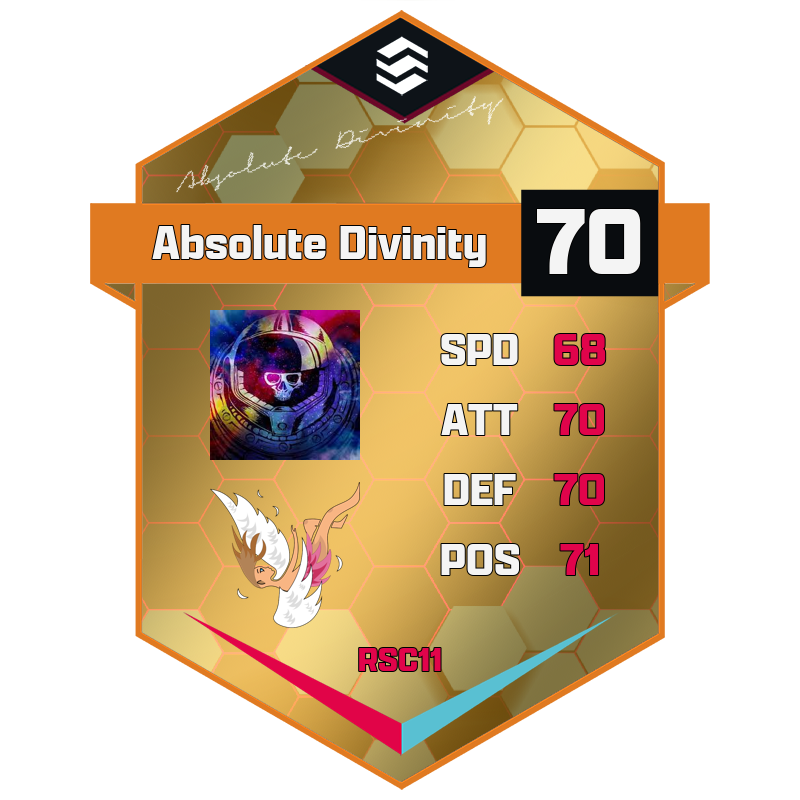 Absolute Divinity
Absolute Divinity 70
SPD 68
ATT 70
DEF 70
POS 71
RSC11